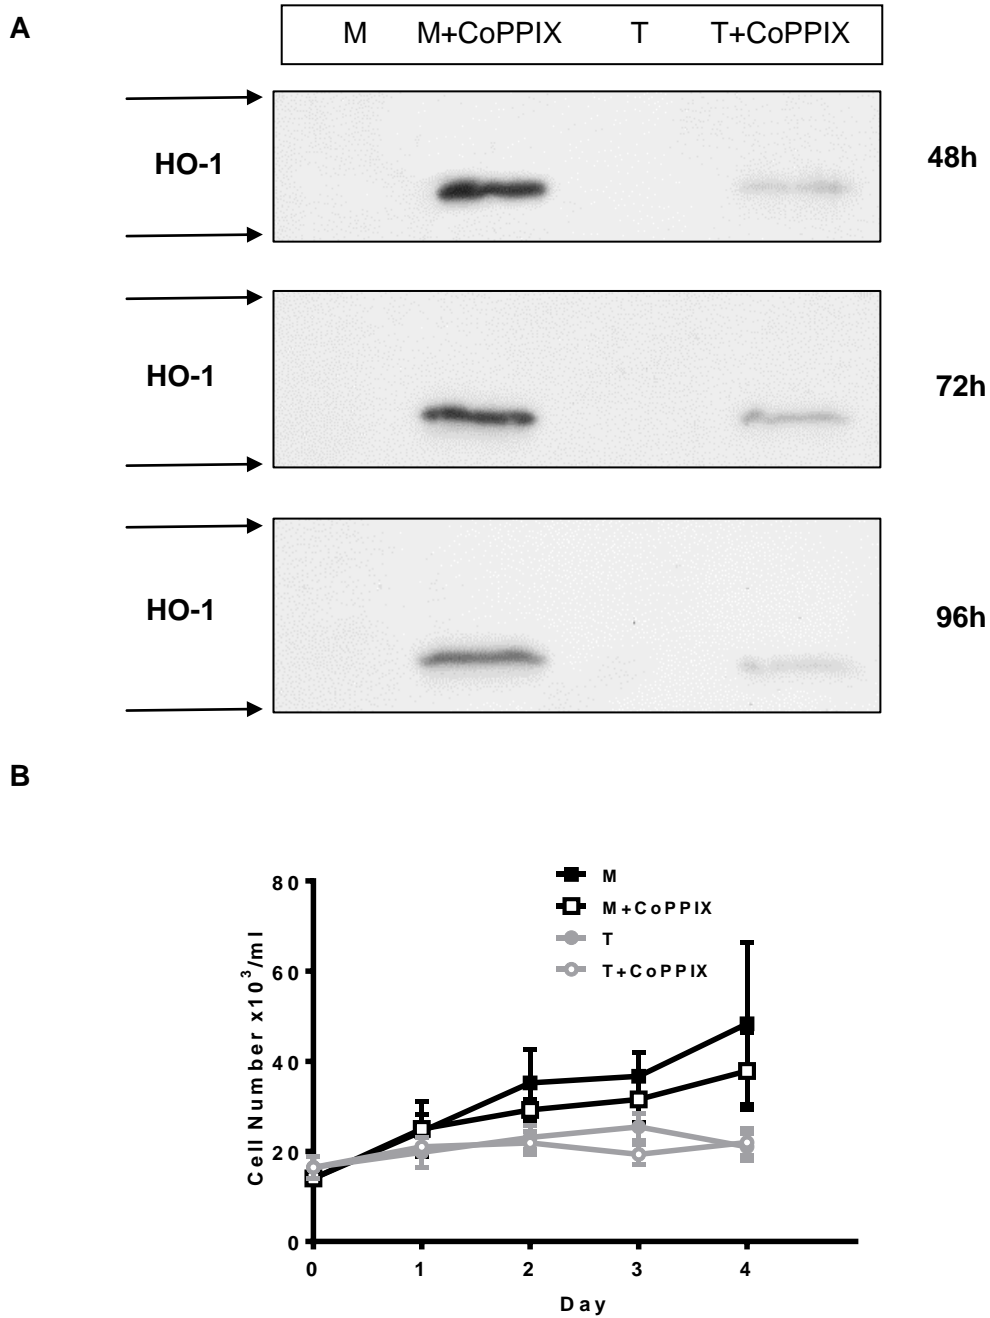 A
M M+CoPPIX T T+CoPPIX
HO-1
48h
HO-1
72h
HO-1
96h
B
M
M+CoPPIX
T
T+CoPPIX
Cell Number x10³/ml
80
60
40
20
0
0 1 2 3 4
Day